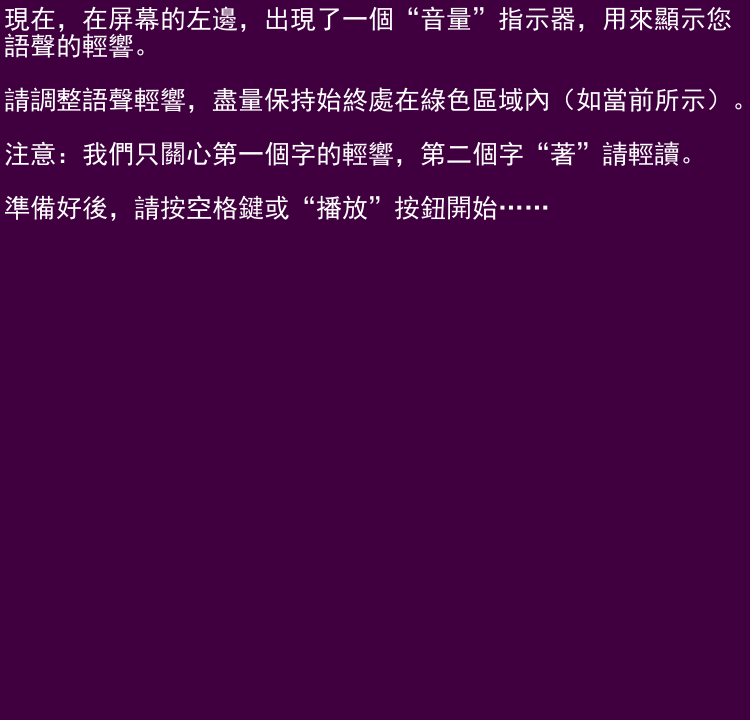 現在，在屏幕的左邊，出現了一個“音量”指示器，用來顯示您
語聲的輕響。
請調整語聲輕響，盡量保持始終處在綠色區域內（如當前所示）。
注意：我們只關心第一個字的輕響，第二個字“著”請輕讀。
準備好後，請按空格鍵或“播放”按鈕開始……